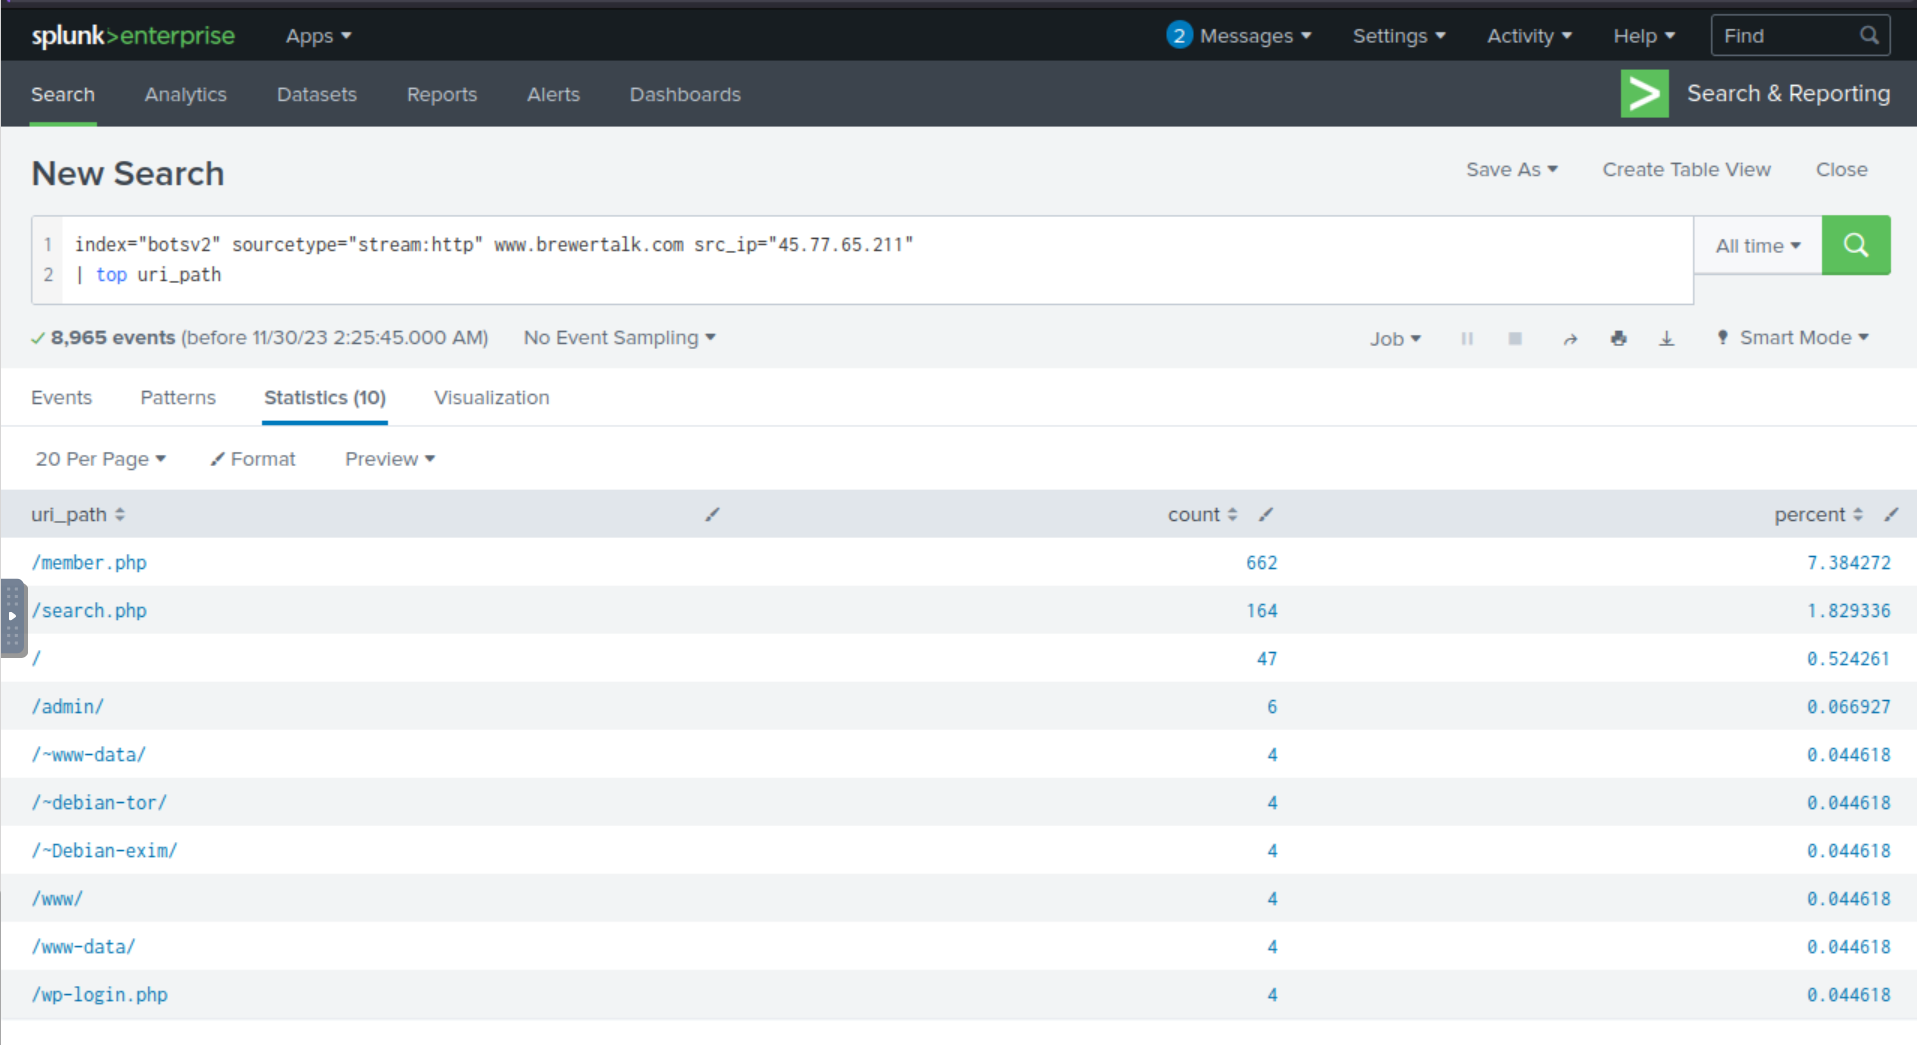 splunk>enterprise Apps 2 Messages Settings Activity Help Find
Search Analytics Datasets Reports Alerts Dashboards Search & Reporting
New Search Save As Create Table View Close
1 index="botsv2" sourcetype="stream:http" www.brewertalk.com src_ip="45.77.65.211" All time
2 | top uri_path
8,965 events (before 11/30/23 2:25:45.000 AM) No Event Sampling Job Smart Mode
Events Patterns Statistics (10) Visualization
20 Per Page Format Preview
uri_path count percent
/member.php 662 7.384272
/search.php 164 1.829336
/ 47 0.524261
/admin/ 6 0.066927
/~www-data/ 4 0.044618
/~debian-tor/ 4 0.044618
/~Debian-exim/ 4 0.044618
/www/ 4 0.044618
/www-data/ 4 0.044618
/wp-login.php 4 0.044618